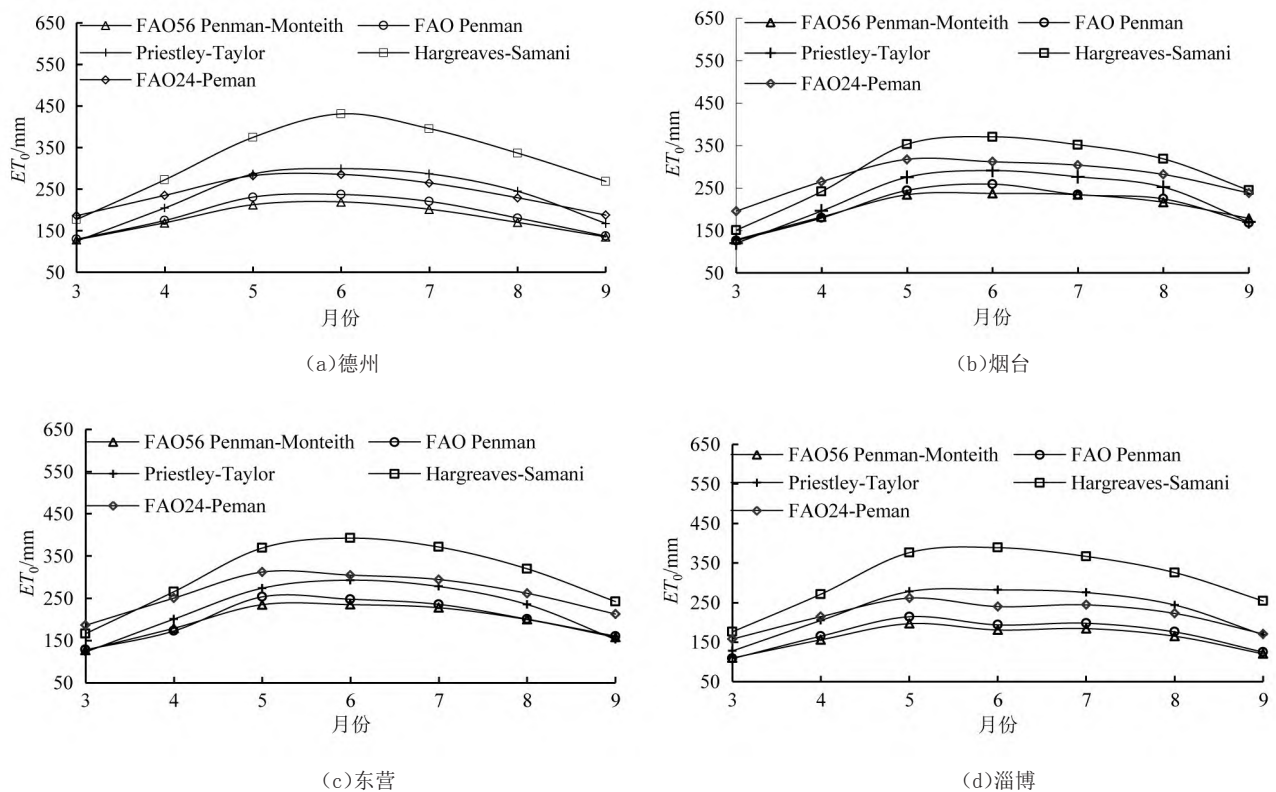 FAO56 Penman-Monteith
FAO Penman
Priestley-Taylor
Hargreaves-Samani
FAO24-Peman
650
550
450
350
250
150
50
ET0/mm
3 4 5 6 7 8 9
月份
(a)德州
FAO56 Penman-Monteith
FAO Penman
Priestley-Taylor
Hargreaves-Samani
FAO24-Peman
650
550
450
350
250
150
50
ET0/mm
3 4 5 6 7 8 9
月份
(b)烟台
FAO56 Penman-Monteith
FAO Penman
Priestley-Taylor
Hargreaves-Samani
FAO24-Peman
650
550
450
350
250
150
50
ET0/mm
3 4 5 6 7 8 9
月份
(c)东营
FAO56 Penman-Monteith
FAO Penman
Priestley-Taylor
Hargreaves-Samani
FAO24-Peman
650
550
450
350
250
150
50
ET0/mm
3 4 5 6 7 8 9
月份
(d)淄博